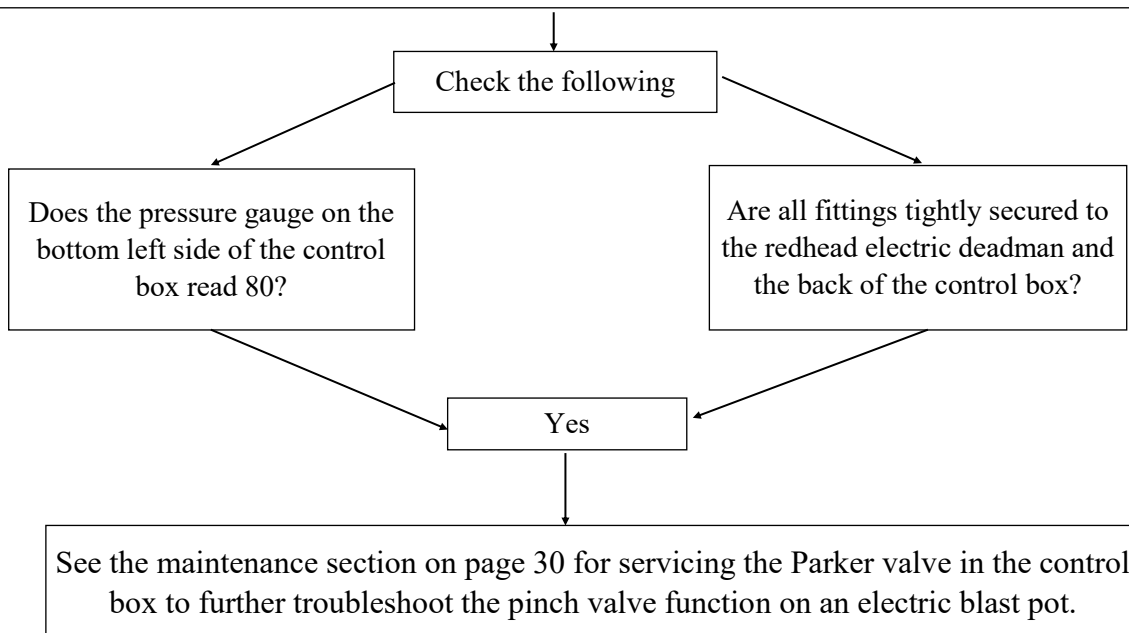 Check the following
Does the pressure gauge on the
bottom left side of the control
box read 80?
Are all fittings tightly secured to
the redhead electric deadman and
the back of the control box?
Yes
See the maintenance section on page 30 for servicing the Parker valve in the control
box to further troubleshoot the pinch valve function on an electric blast pot.